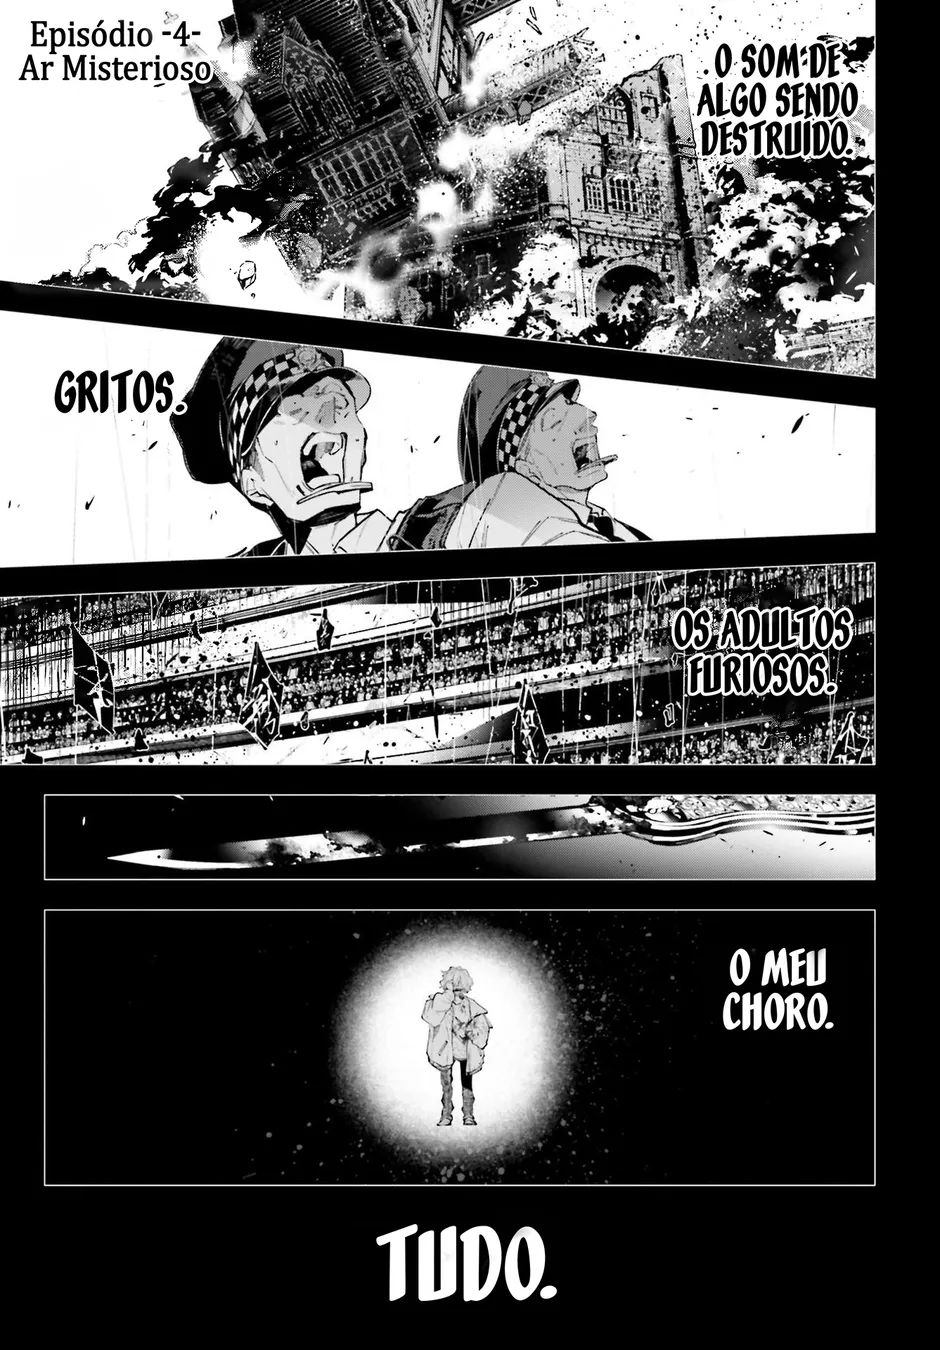 Episódio -4-
Ar Misterioso
O SOM DE
ALGO SENDO
DESTRUIDO.
GRITOS.
OS ADULTOS
FURIOSOS.
O MEU
CHORO.
TUDO.